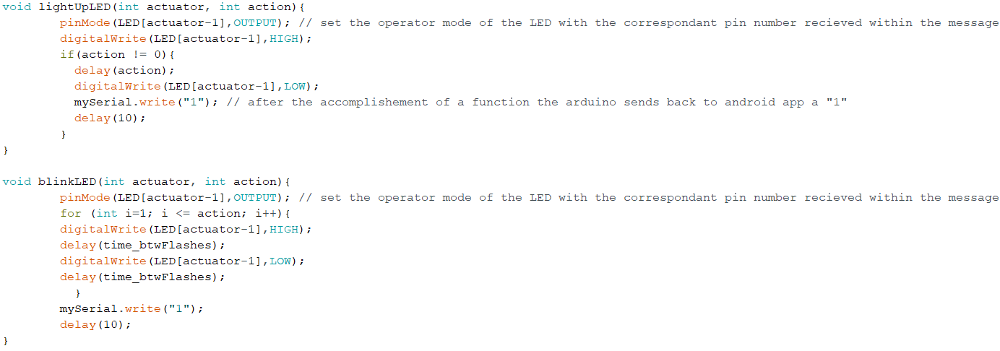 void lightUpLED(int actuator, int action){
pinMode(LED[actuator-1],OUTPUT); // set the operator mode of the LED with the correspondant pin number recieved within the message
digitalWrite(LED[actuator-1],HIGH);
if(action != 0){
delay(action);
digitalWrite(LED[actuator-1],LOW);
mySerial.write("1"); // after the accomplishement of a function the arduino sends back to android app a "1"
delay(10);
}
}
void blinkLED(int actuator, int action){
pinMode(LED[actuator-1],OUTPUT); // set the operator mode of the LED with the correspondant pin number recieved within the message
for (int i=1; i <= action; i++){
digitalWrite(LED[actuator-1],HIGH);
delay(time_btwFlashes);
digitalWrite(LED[actuator-1],LOW);
delay(time_btwFlashes);
}
mySerial.write("1");
delay(10);
}